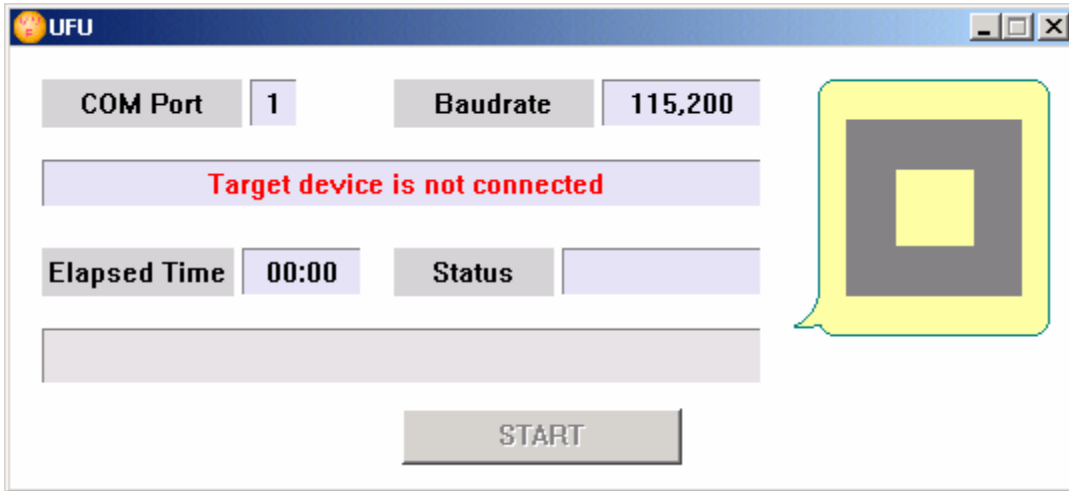 UFU
COM Port 1 Baudrate 115,200
Target device is not connected
Elapsed Time 00:00 Status
START